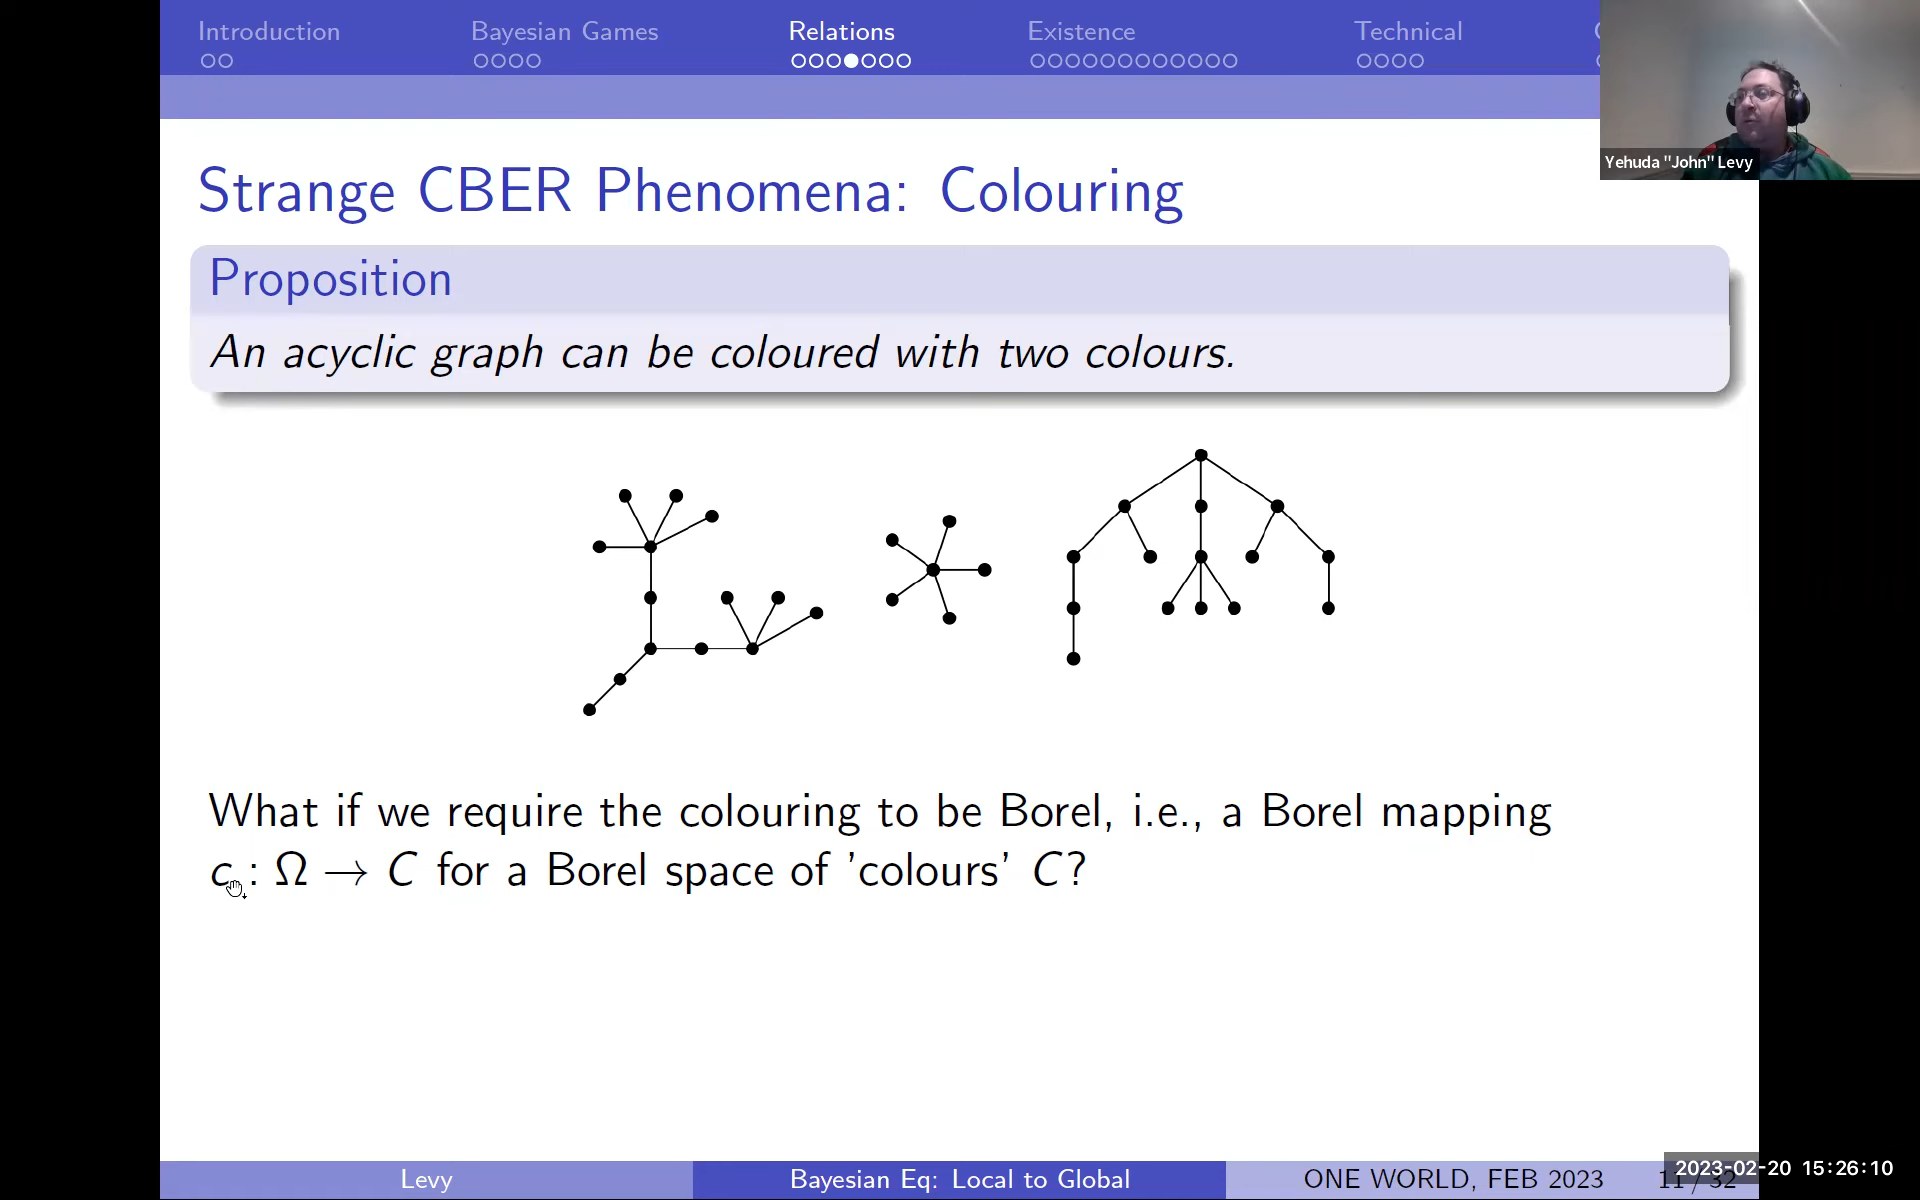 Introduction Bayesian Games Relations Existence Technical
Yehuda "John" Levy
Strange CBER Phenomena: Colouring
Proposition
An acyclic graph can be coloured with two colours.
What if we require the colouring to be Borel, i.e., a Borel mapping
c : Ω → C for a Borel space of 'colours' C?
Levy Bayesian Eq: Local to Global ONE WORLD, FEB 2023 11 / 32
2023-02-20 15:26:10